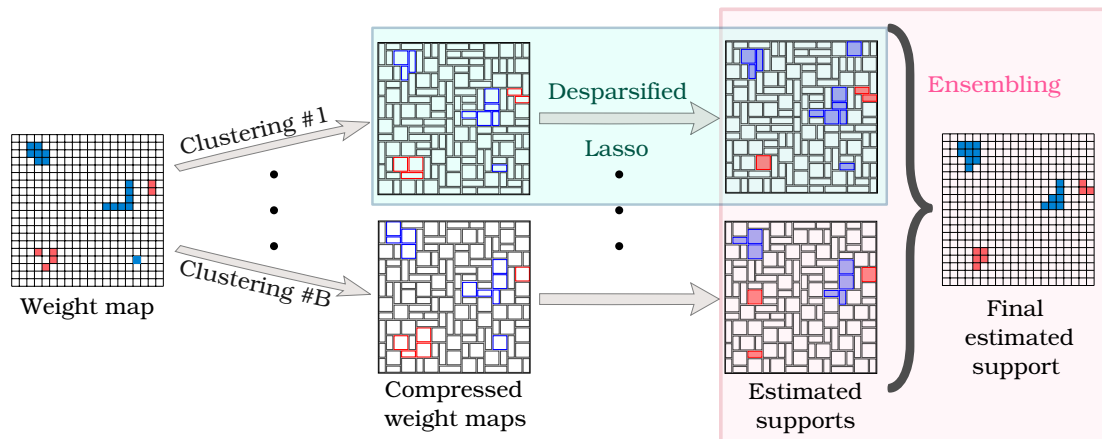 Clustering #1
Desparsified
Lasso
Ensembling
Weight map
Clustering #B
Compressed
weight maps
Estimated
supports
Final
estimated
support